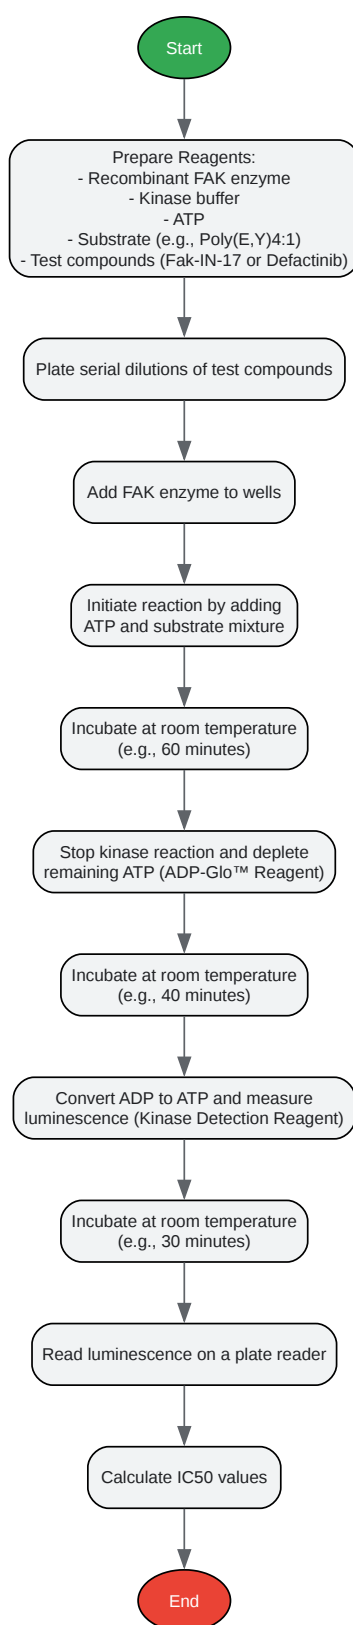 Start
Prepare Reagents:
- Recombinant FAK enzyme
- Kinase buffer
- ATP
- Substrate (e.g., Poly(E,Y)4:1)
- Test compounds (Fak-IN-17 or Defactinib)
Plate serial dilutions of test compounds
Add FAK enzyme to wells
Initiate reaction by adding
ATP and substrate mixture
Incubate at room temperature
(e.g., 60 minutes)
Stop kinase reaction and deplete
remaining ATP (ADP-Glo™ Reagent)
Incubate at room temperature
(e.g., 40 minutes)
Convert ADP to ATP and measure
luminescence (Kinase Detection Reagent)
Incubate at room temperature
(e.g., 30 minutes)
Read luminescence on a plate reader
Calculate IC50 values
End